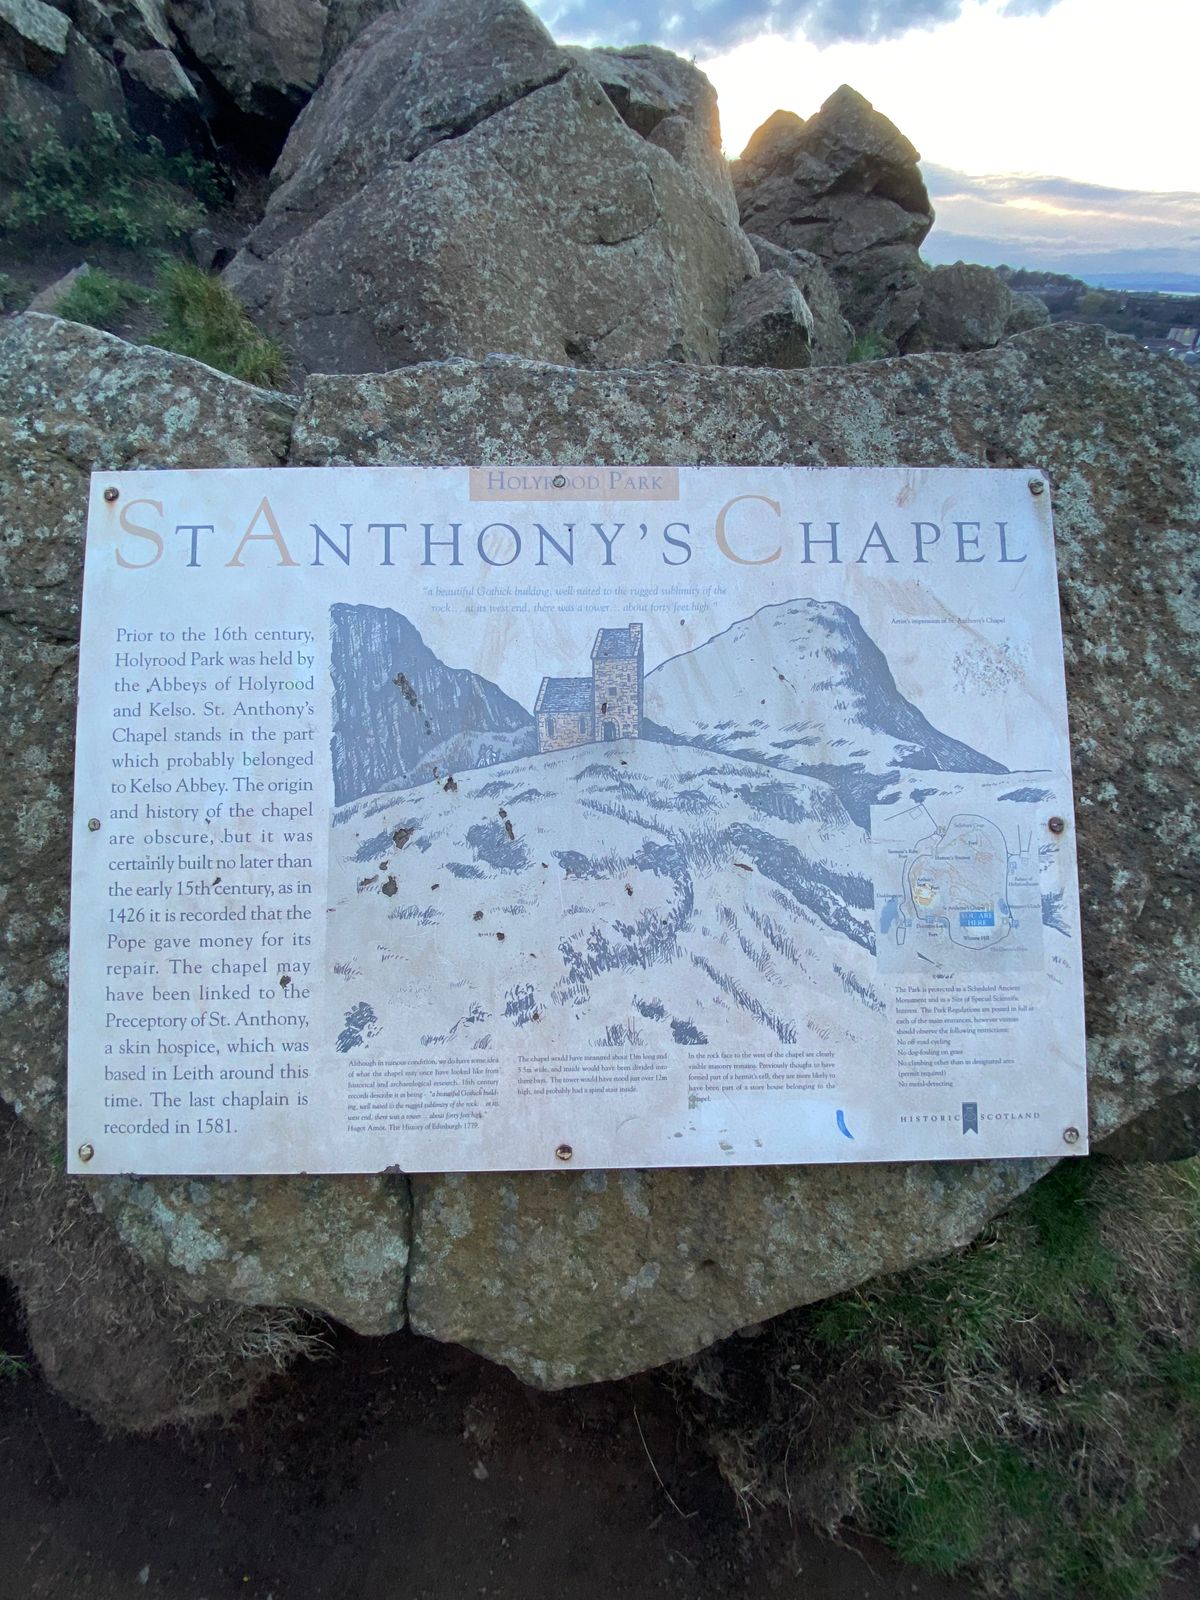 HOLYROOD PARK
ST ANTHONY'S CHAPEL
"a beautiful Gothick building, well suited to the rugged sublimity of the
rock... at its west end, there was a tower... about forty feet high."
Artist's impression of St. Anthony's Chapel
Prior to the 16th century,
Holyrood Park was held by
the Abbeys of Holyrood
and Kelso. St. Anthony's
Chapel stands in the part
which probably belonged
to Kelso Abbey. The origin
and history of the chapel
are obscure, but it was
certainly built no later than
the early 15th century, as in
1426 it is recorded that the
Pope gave money for its
repair. The chapel may
have been linked to the
Preceptory of St. Anthony,
a skin hospice, which was
based in Leith around this
time. The last chaplain is
recorded in 1581.
Although in ruinous condition, we do have some idea
of what the chapel may once have looked like from
historical and archaeological research. 18th century
records describe it as being - "a beautiful Gothick build-
ing, well suited to the rugged sublimity of the rock... at its
west end, there was a tower... about forty feet high."
Hugot Arnot, The History of Edinburgh 1779.
The chapel would have measured about 13m long and
5.5m wide, and inside would have been divided into
three bays. The tower would have stood just over 12m
high, and probably had a spiral stair inside.
In the rock face to the west of the chapel are clearly
visible masonry remains. Previously thought to have
formed part of a hermit's cell, they are more likely to
have been part of a store house belonging to the
Chapel.
YOU ARE
HERE
Whinny Hill
The Park is protected as a Scheduled Ancient
Monument and as a Site of Special Scientific
Interest. The Park Regulations are posted in full at
each of the main entrances, however visitors
should observe the following restrictions:
No off-road cycling
No dog-fouling on grass
No climbing other than in designated area
(permit required)
No metal-detecting
HISTORIC SCOTLAND